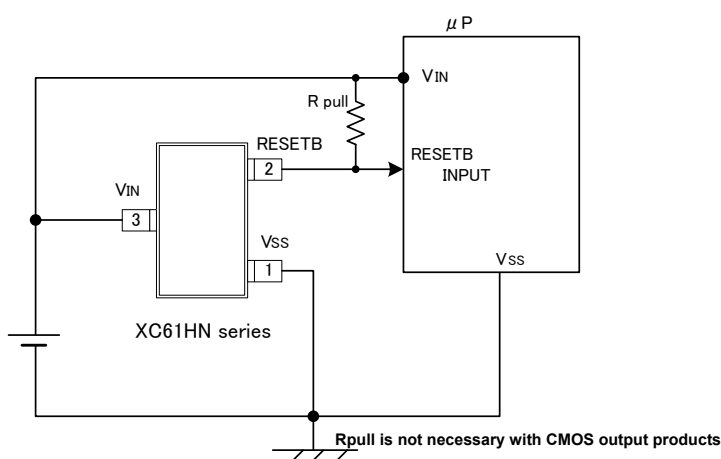 μ P
VIN
R pull
RESETB
2
RESETB
INPUT
VIN
3
VSS
1
VSS
XC61HN series
Rpull is not necessary with CMOS output products